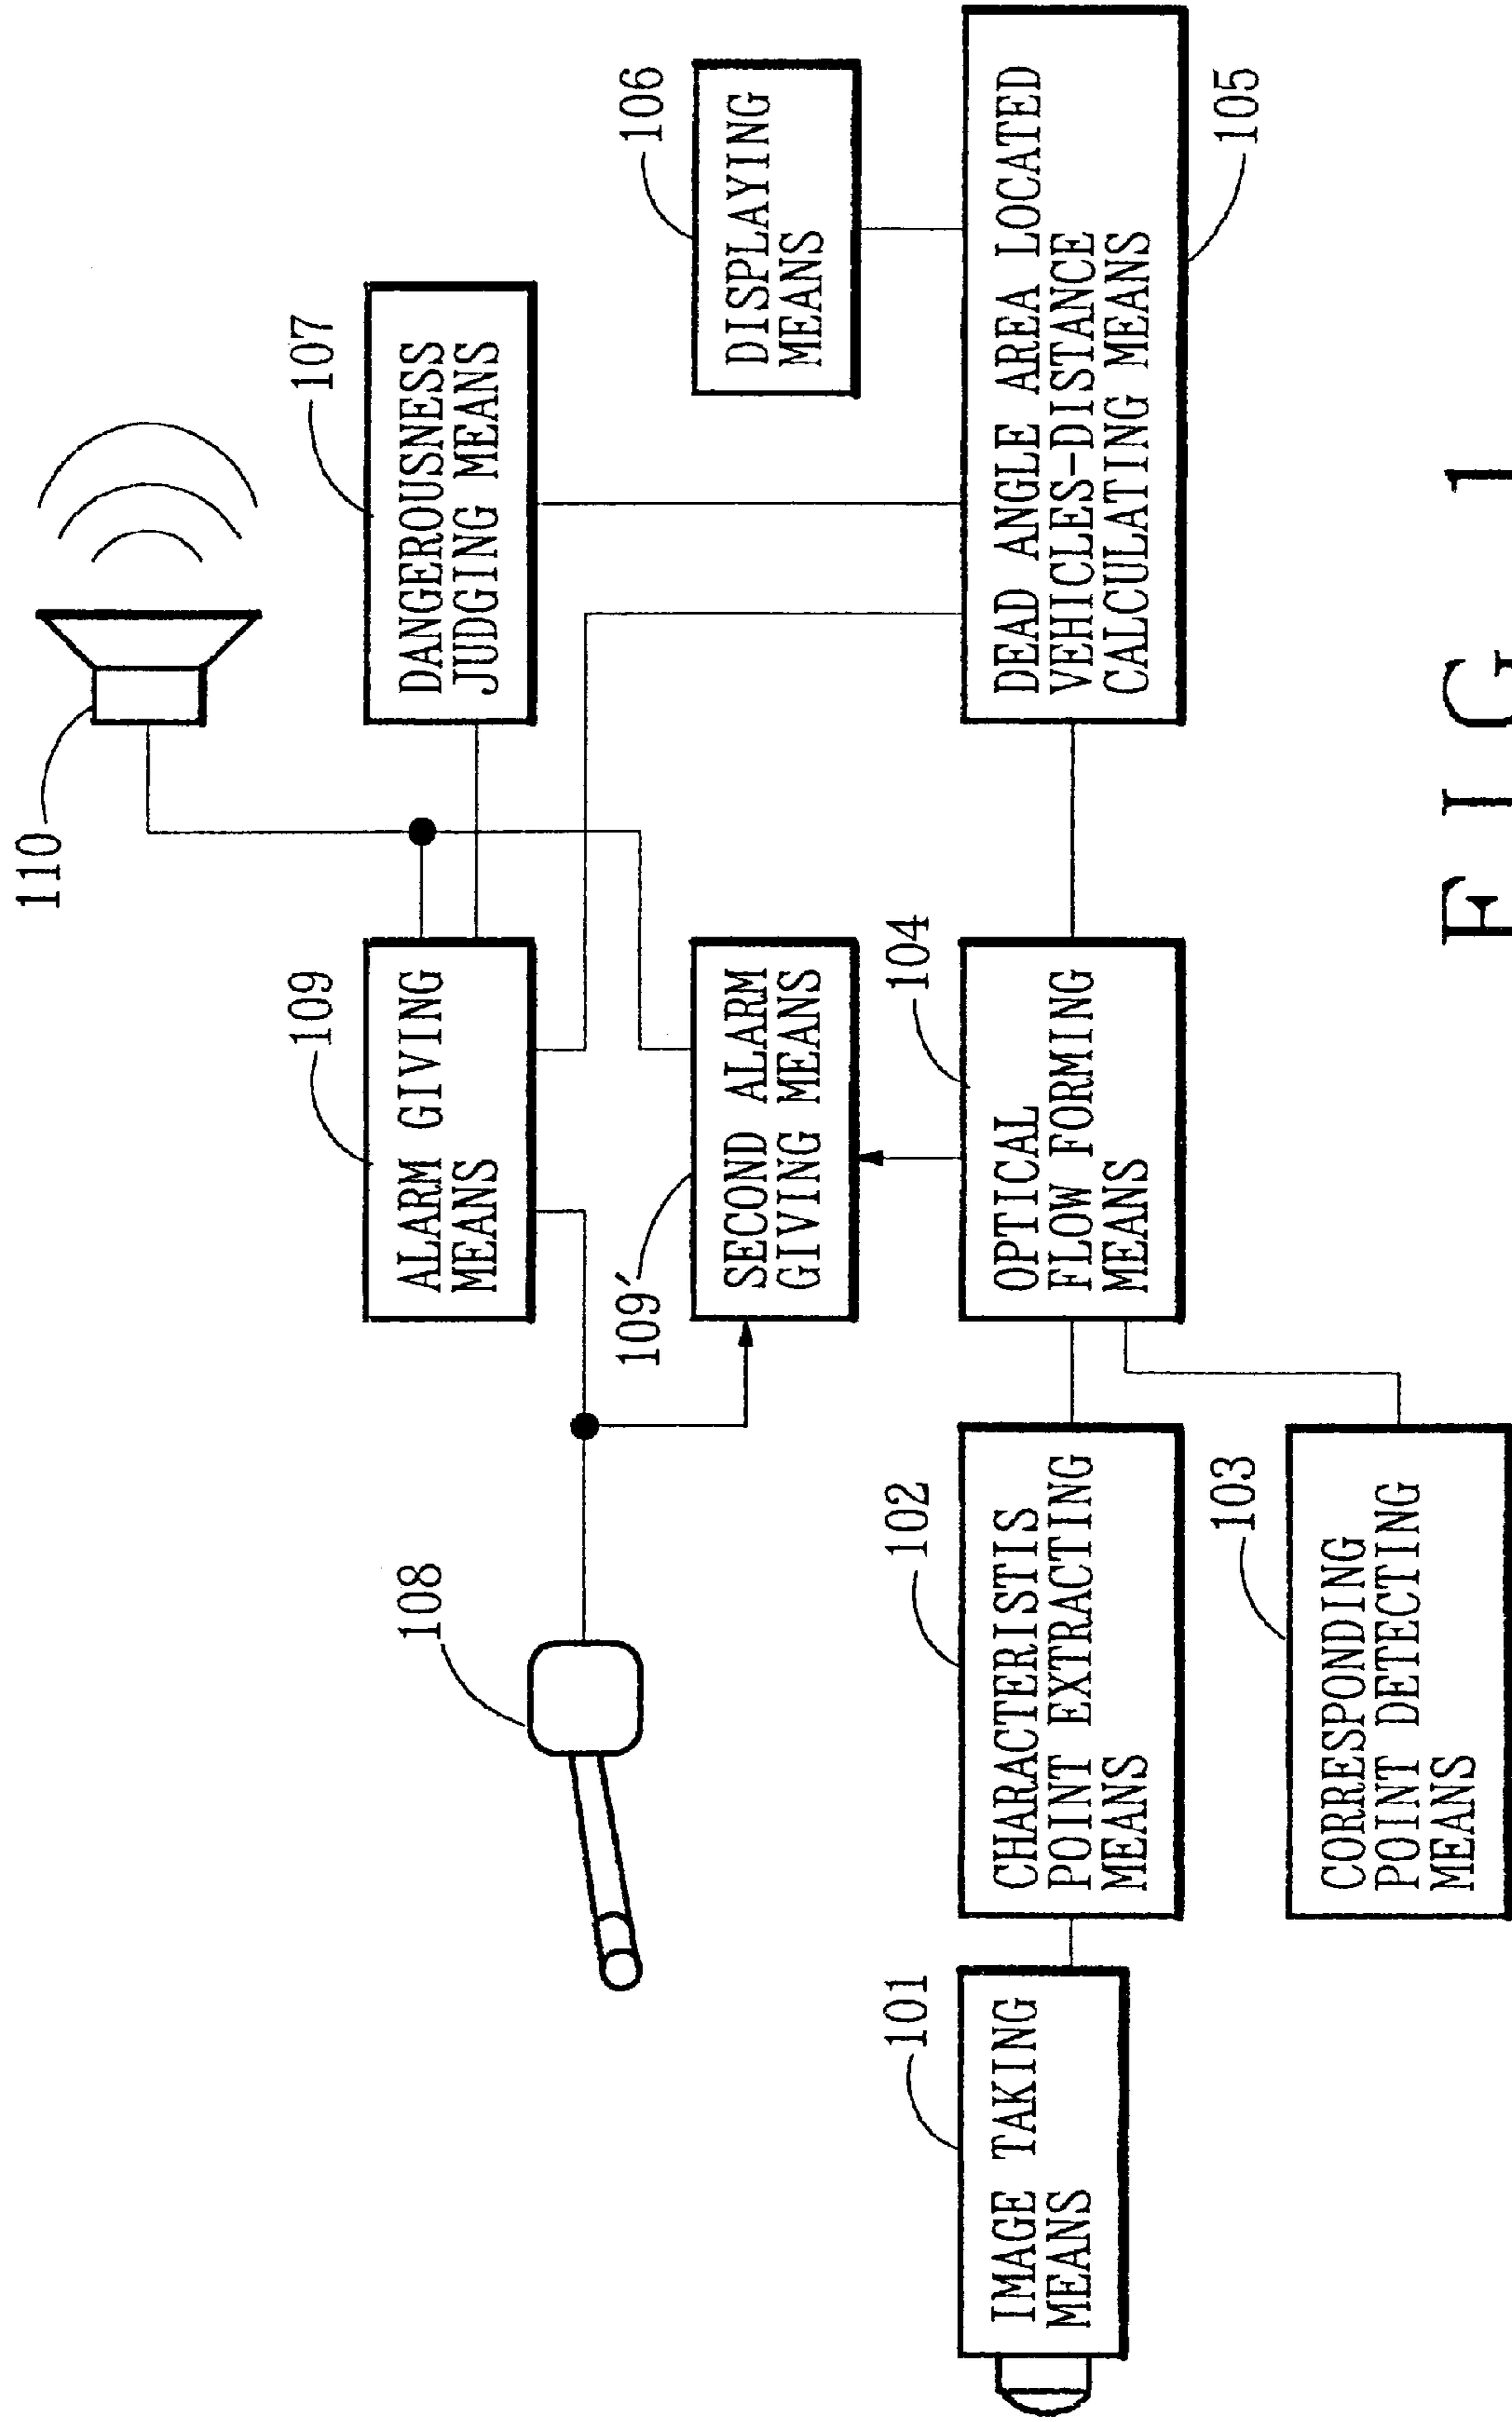 110
107
DANGEROUSNESS
JUDGING MEANS
106
DISPLAYING
MEANS
109
ALARM GIVING
MEANS
109′
SECOND ALARM
GIVING MEANS
108
101
IMAGE TAKING
MEANS
102
CHARACTERISTIS
POINT EXTRACTING
MEANS
103
CORRESPONDING
POINT DETECTING
MEANS
104
OPTICAL
FLOW FORMING
MEANS
DEAD ANGLE AREA LOCATED
VEHICLES-DISTANCE
CALCULATING MEANS
105
FIG 1